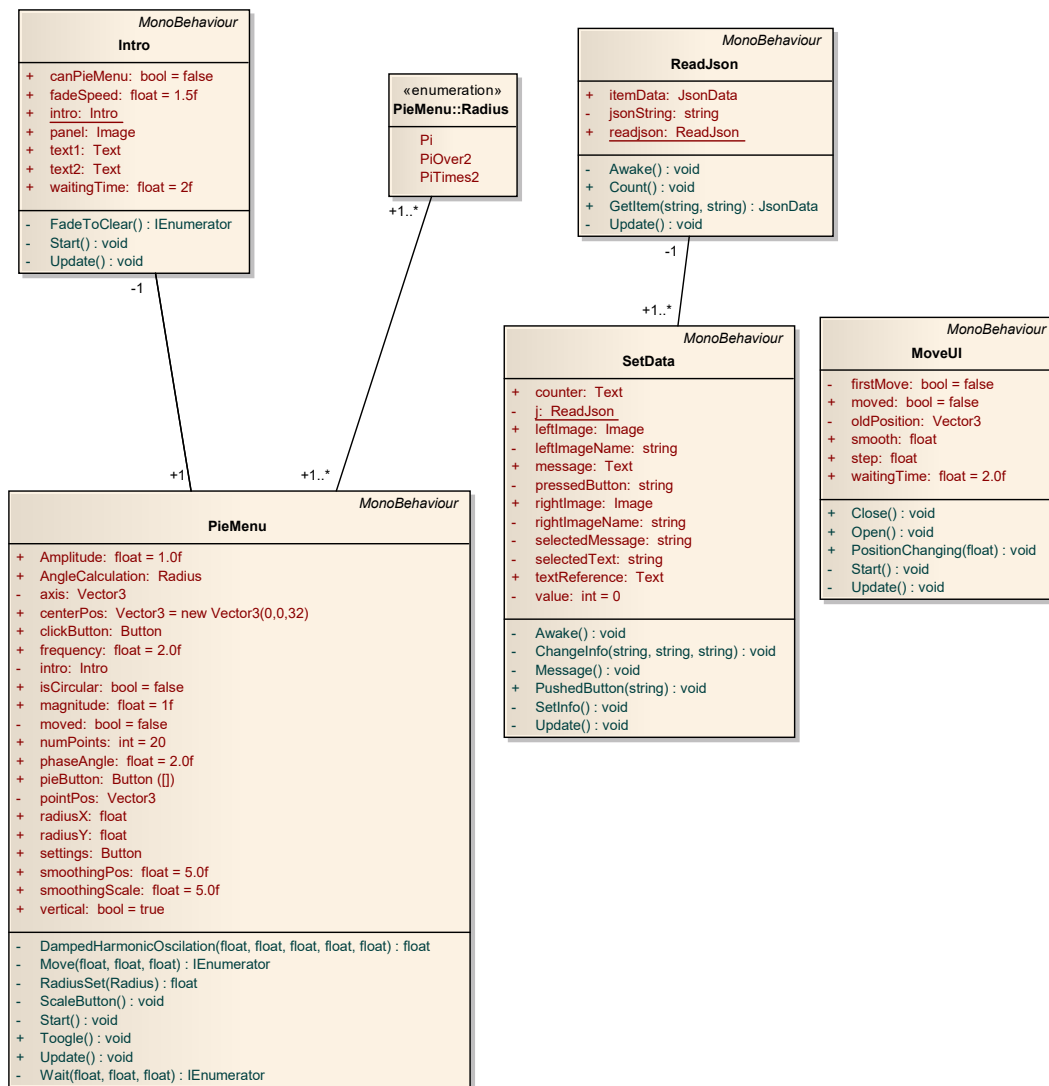 MonoBehaviour
Intro
+ canPieMenu: bool = false
+ fadeSpeed: float = 1.5f
+ intro: Intro
+ panel: Image
+ text1: Text
+ text2: Text
+ waitingTime: float = 2f
- FadeToClear() : IEnumerator
- Start() : void
- Update() : void
-1
+1
«enumeration»
PieMenu::Radius
Pi
PiOver2
PiTimes2
+1..*
+1..*
MonoBehaviour
ReadJson
+ itemData: JsonData
- jsonString: string
+ readjson: ReadJson
- Awake() : void
+ Count() : void
+ GetItem(string, string) : JsonData
- Update() : void
-1
+1..*
MonoBehaviour
SetData
+ counter: Text
- j: ReadJson
+ leftImage: Image
- leftImageName: string
+ message: Text
- pressedButton: string
+ rightImage: Image
- rightImageName: string
- selectedMessage: string
- selectedText: string
+ textReference: Text
- value: int = 0
- Awake() : void
- ChangeInfo(string, string, string) : void
- Message() : void
+ PushedButton(string) : void
- SetInfo() : void
- Update() : void
MonoBehaviour
MoveUI
- firstMove: bool = false
+ moved: bool = false
- oldPosition: Vector3
+ smooth: float
+ step: float
+ waitingTime: float = 2.0f
+ Close() : void
+ Open() : void
+ PositionChanging(float) : void
- Start() : void
- Update() : void
MonoBehaviour
PieMenu
+ Amplitude: float = 1.0f
+ AngleCalculation: Radius
- axis: Vector3
+ centerPos: Vector3 = new Vector3(0,0,32)
+ clickButton: Button
+ frequency: float = 2.0f
- intro: Intro
+ isCircular: bool = false
+ magnitude: float = 1f
- moved: bool = false
+ numPoints: int = 20
+ phaseAngle: float = 2.0f
+ pieButton: Button ([])
- pointPos: Vector3
+ radiusX: float
+ radiusY: float
+ settings: Button
+ smoothingPos: float = 5.0f
+ smoothingScale: float = 5.0f
+ vertical: bool = true
- DampedHarmonicOscilation(float, float, float, float, float) : float
- Move(float, float, float) : IEnumerator
- RadiusSet(Radius) : float
- ScaleButton() : void
- Start() : void
+ Toogle() : void
+ Update() : void
- Wait(float, float, float) : IEnumerator